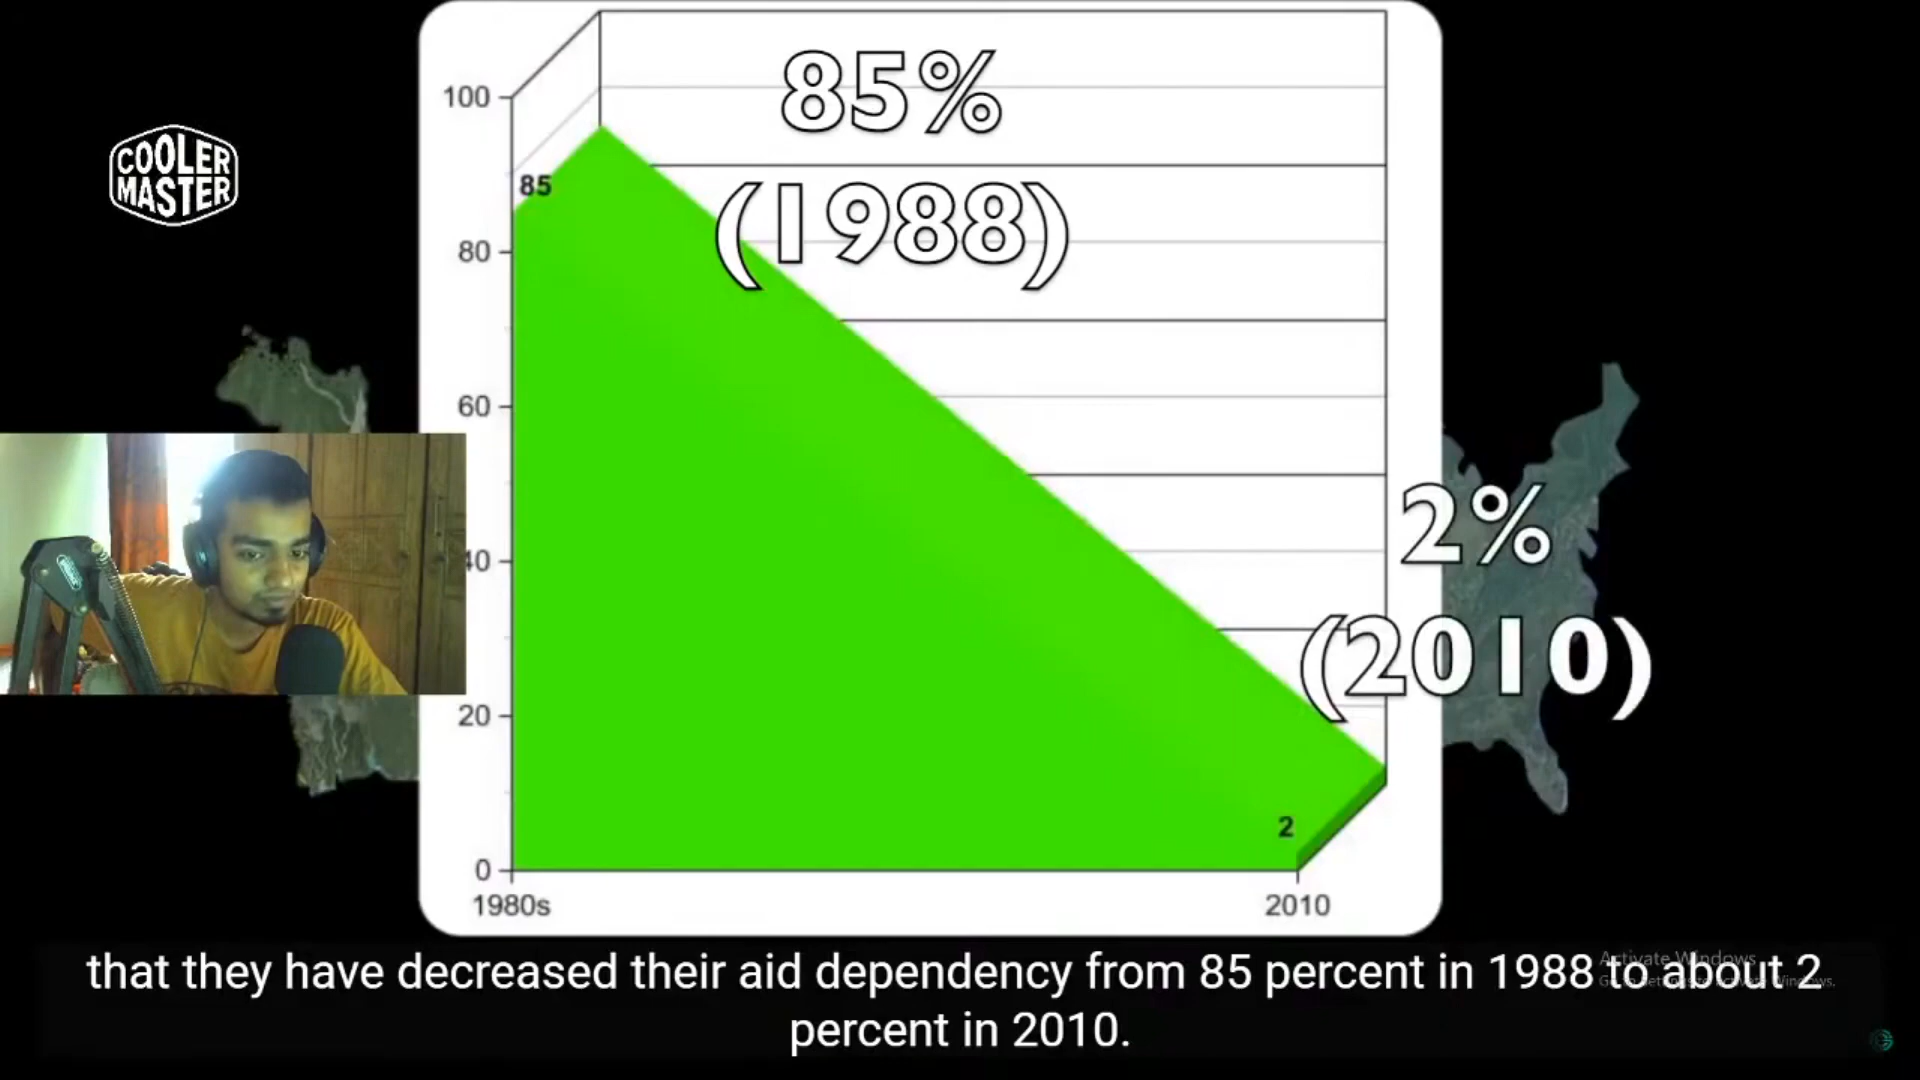 COOLER
MASTER
100
85%
85
(1988)
80
60
2%
40
(2010)
20
2
0
1980s
2010
that they have decreased their aid dependency from 85 percent in 1988 to about 2
percent in 2010.
Activate Windows